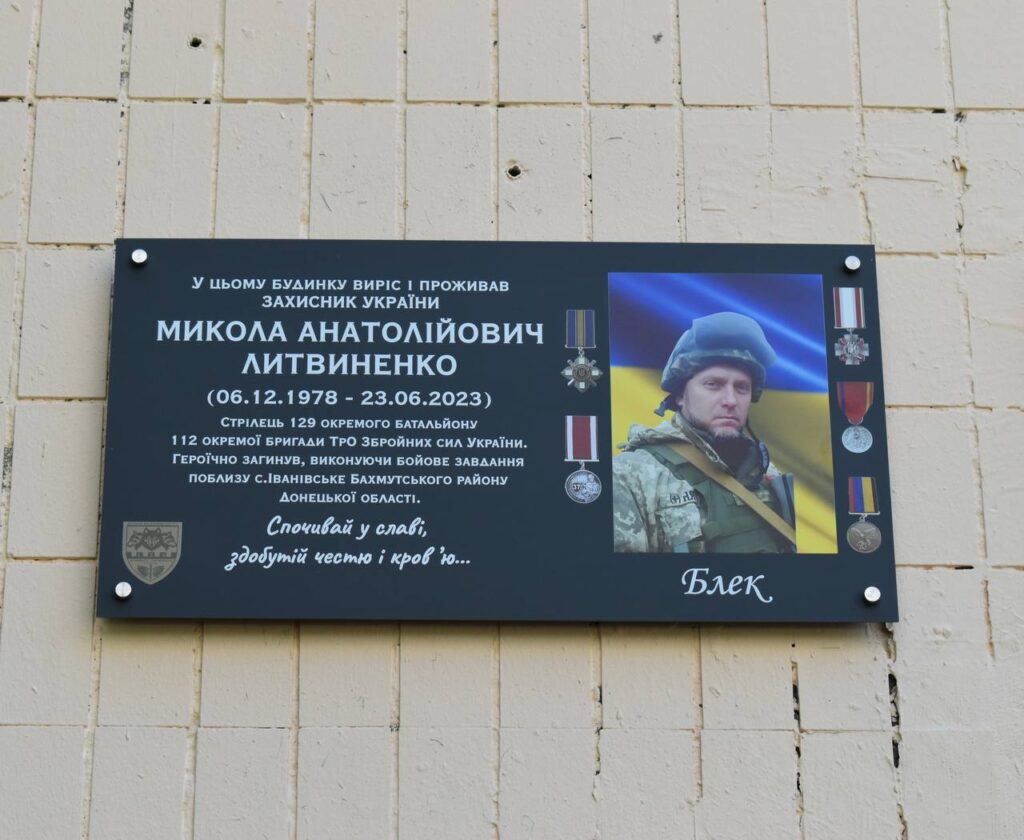 У цьому будинку виріс і проживав
захисник України
МИКОЛА АНАТОЛІЙОВИЧ
ЛИТВИНЕНКО
(06.12.1978 - 23.06.2023)
Стрілець 129 окремого батальйону
112 окремої бригади ТрО Збройних сил України.
Героїчно загинув, виконуючи бойове завдання
поблизу с.Іванівське Бахмутського району
Донецької області.
Спочивай у славі,
здобутій честю і кров'ю...
Блек